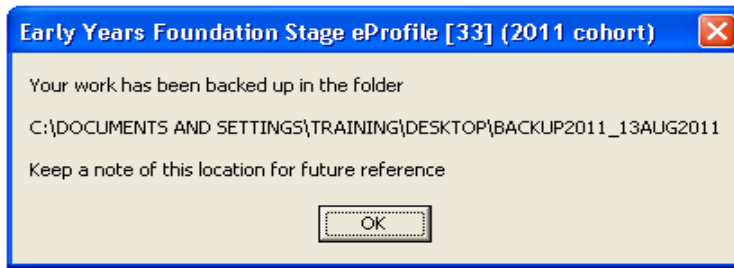 Early Years Foundation Stage eProfile [33] (2011 cohort)
Your work has been backed up in the folder
C:\DOCUMENTS AND SETTINGS\TRAINING\DESKTOP\BACKUP2011_13AUG2011
Keep a note of this location for future reference
OK